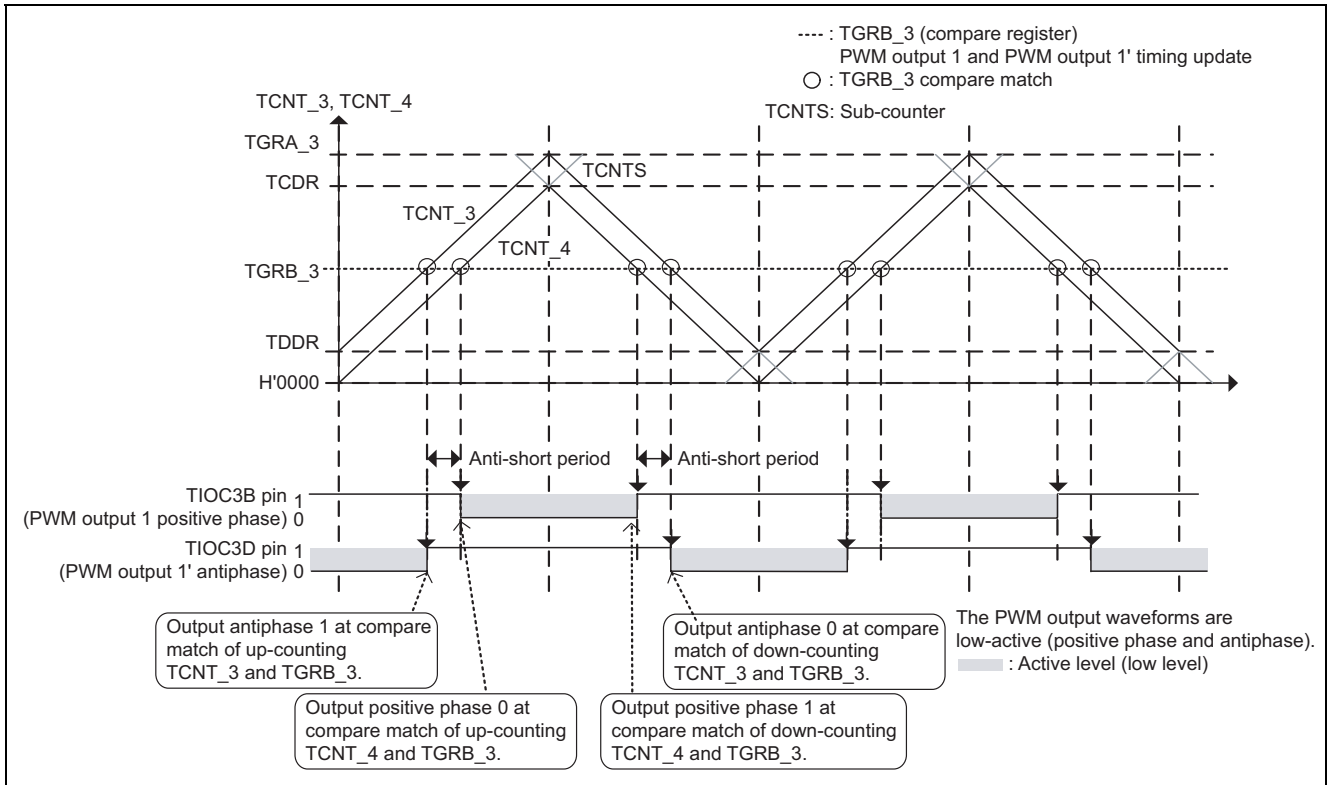 ---- : TGRB_3 (compare register)
PWM output 1 and PWM output 1' timing update
: TGRB_3 compare match
TCNT_3, TCNT_4
TCNTS: Sub-counter
TGRA_3
TCNTS
TCDR
TCNT_3
TCNT_4
TGRB_3
TDDR
H'0000
Anti-short period
Anti-short period
TIOC3B pin 1
(PWM output 1 positive phase) 0
TIOC3D pin 1
(PWM output 1' antiphase) 0
Output antiphase 1 at compare
match of up-counting
TCNT_3 and TGRB_3.
Output positive phase 0 at
compare match of up-counting
TCNT_4 and TGRB_3.
Output positive phase 1 at
compare match of down-counting
TCNT_4 and TGRB_3.
Output antiphase 0 at compare
match of down-counting
TCNT_3 and TGRB_3.
The PWM output waveforms are
low-active (positive phase and antiphase).
: Active level (low level)